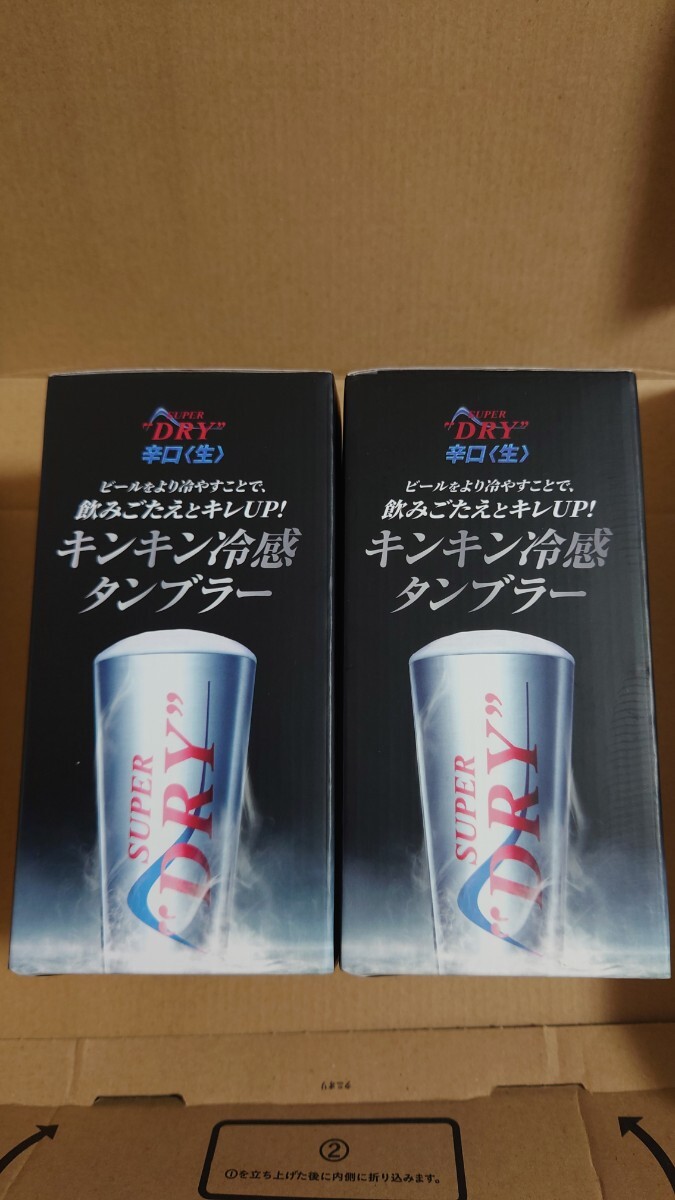 SUPER
"DRY"
辛口〈生〉
ビールをより冷やすことで、
飲みごたえとキレUP!
キンキン冷感
タンブラー
SUPER
"DRY"
SUPER
"DRY"
辛口〈生〉
ビールをより冷やすことで、
飲みごたえとキレUP!
キンキン冷感
タンブラー
SUPER
"DRY"
②
①を立ち上げた後に内側に折り込みます。